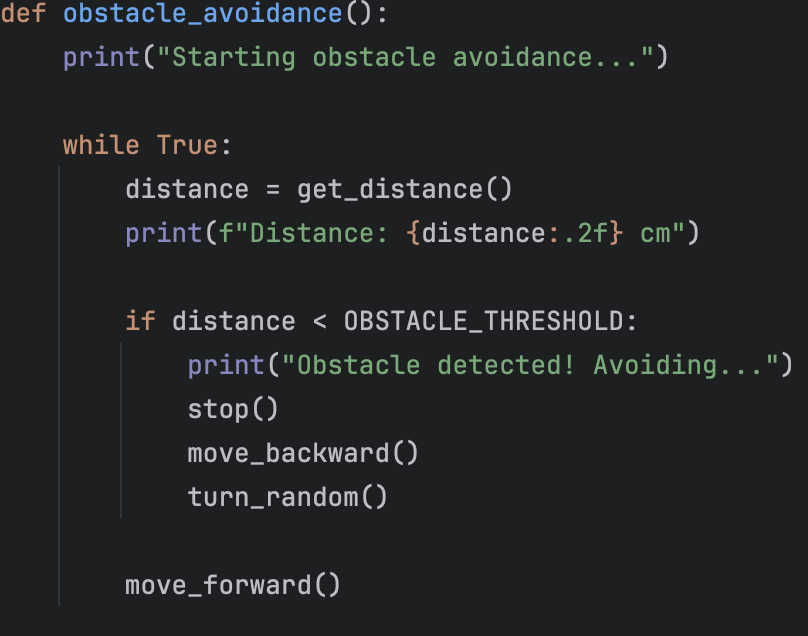 def obstacle_avoidance():
    print("Starting obstacle avoidance...")

    while True:
        distance = get_distance()
        print(f"Distance: {distance:.2f} cm")

        if distance < OBSTACLE_THRESHOLD:
            print("Obstacle detected! Avoiding...")
            stop()
            move_backward()
            turn_random()

        move_forward()